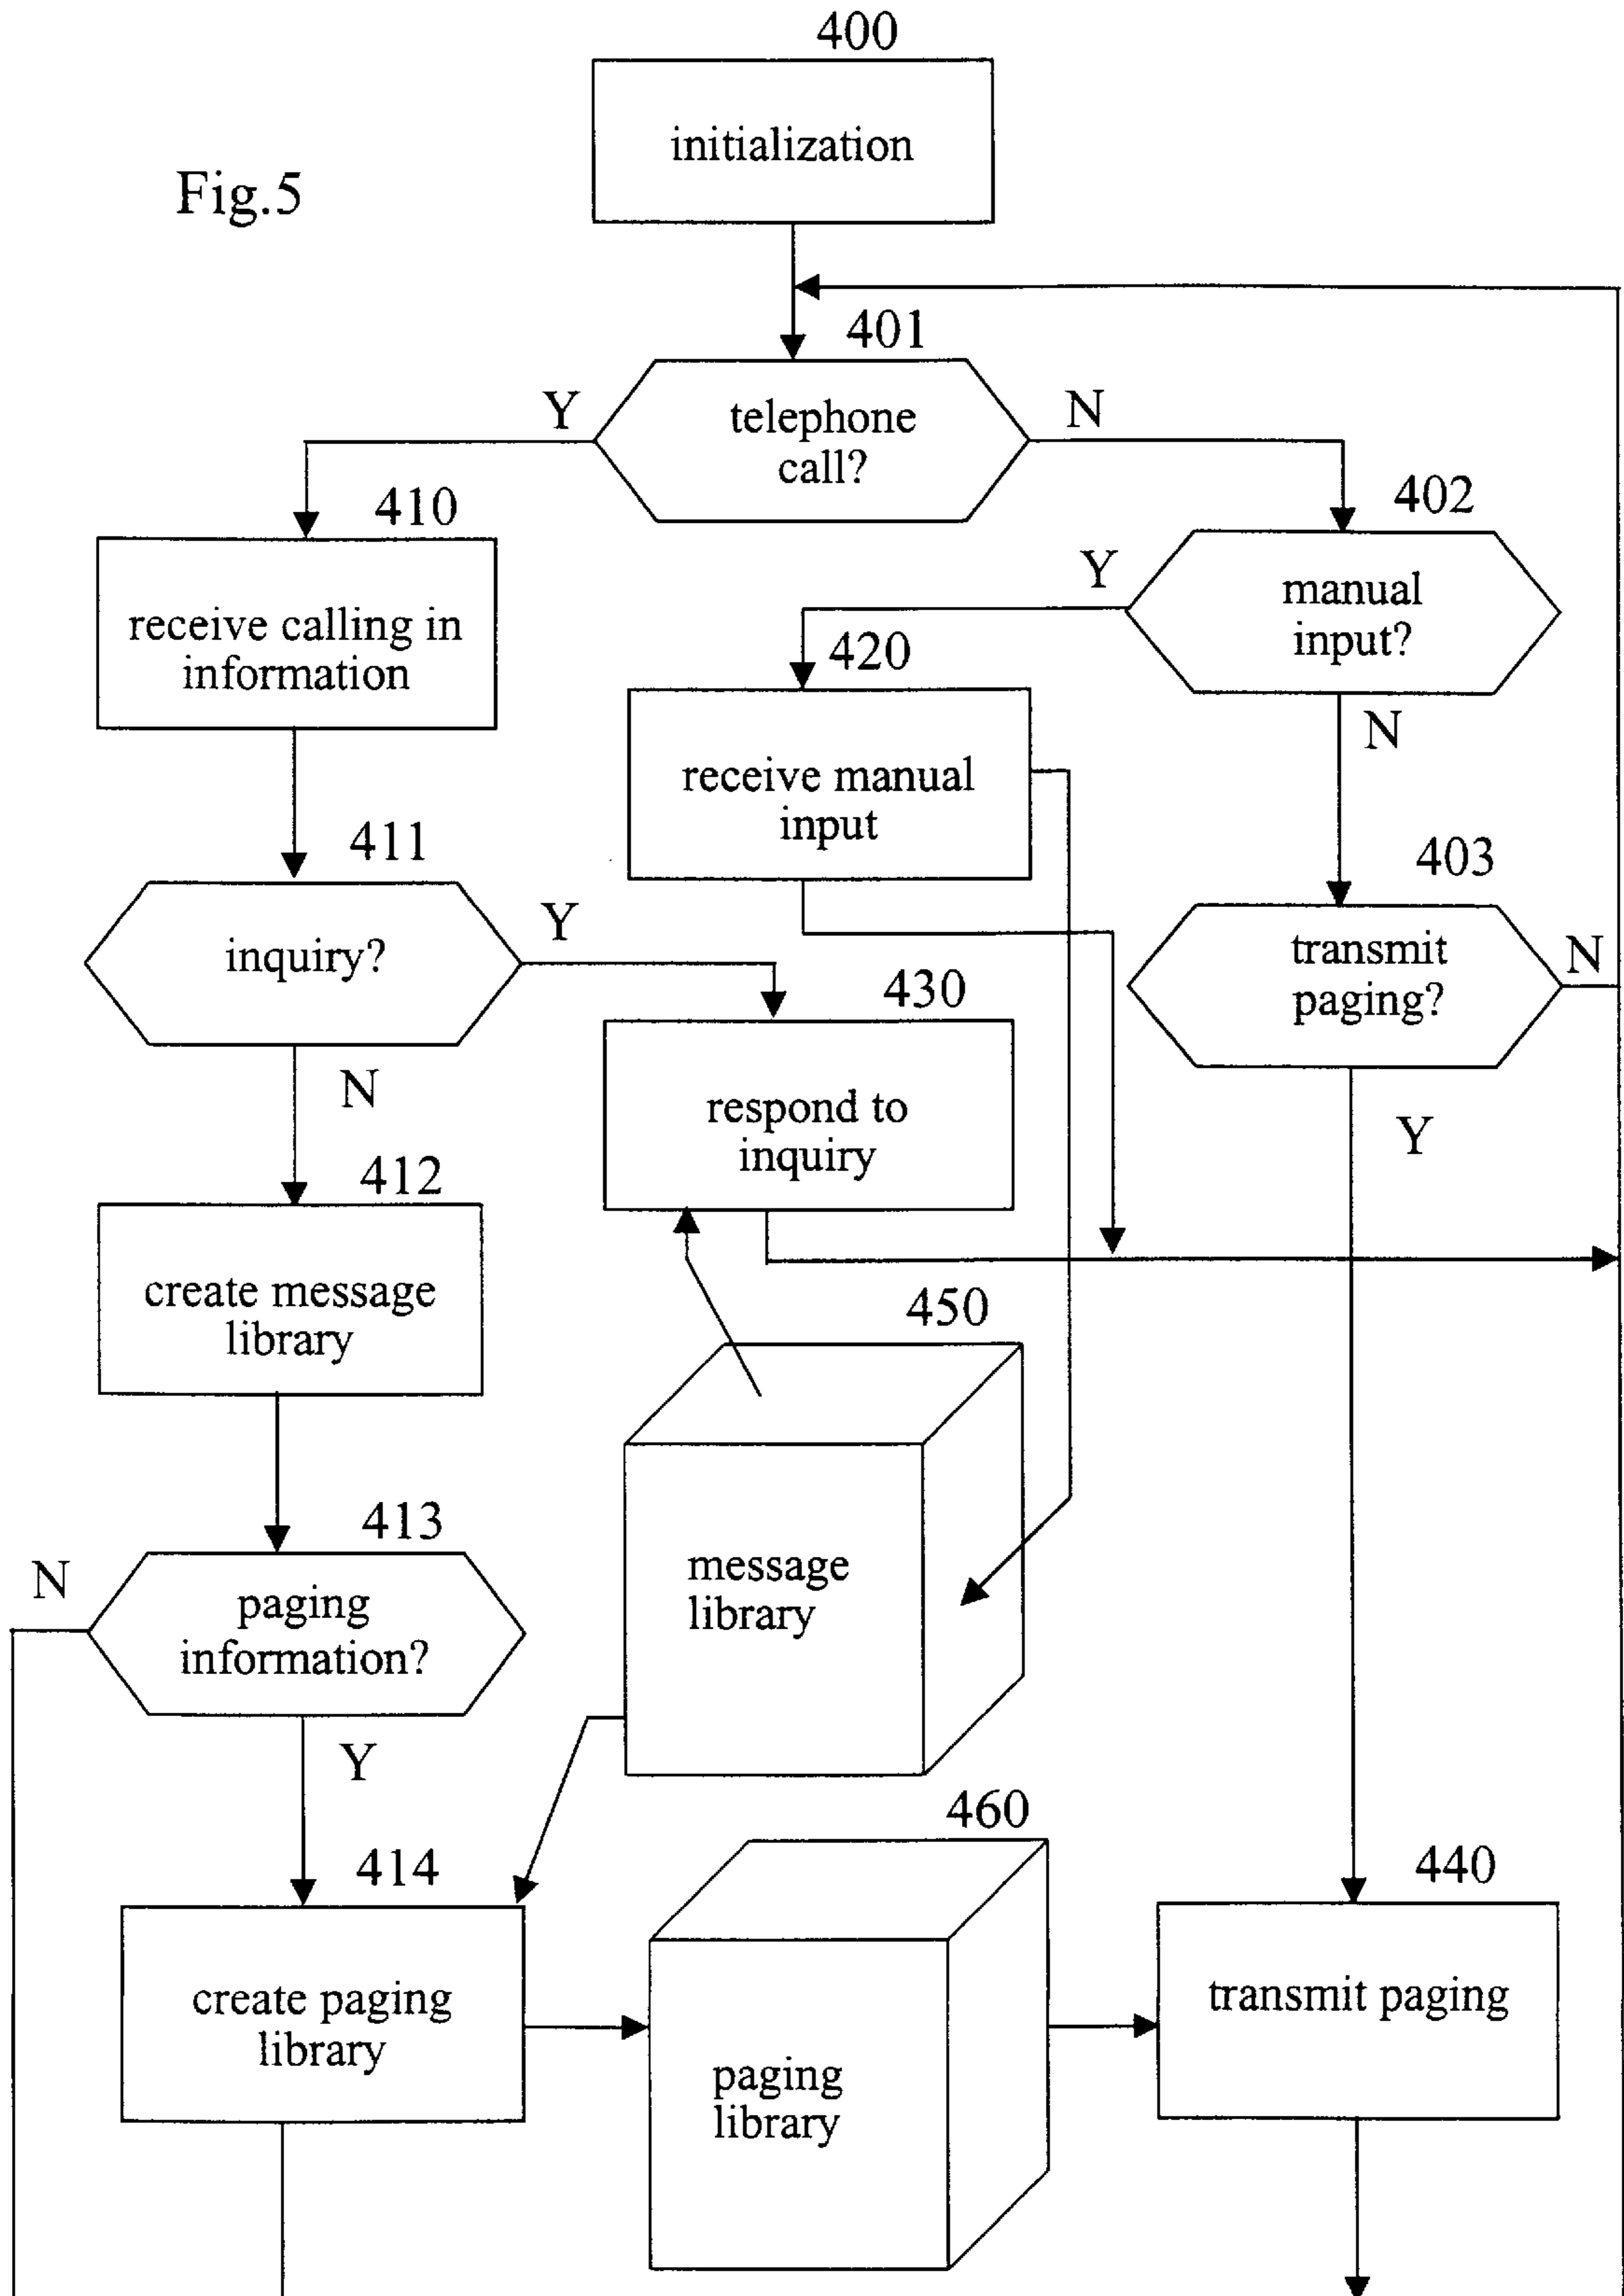 400
initialization
Fig.5
401
Y
telephone
call?
N
410
receive calling in
information
402
Y
manual
input?
N
420
receive manual
input
411
inquiry?
Y
N
403
transmit
paging?
N
Y
430
respond to
inquiry
412
create message
library
450
message
library
413
N
paging
information?
Y
414
create paging
library
460
paging
library
440
transmit paging